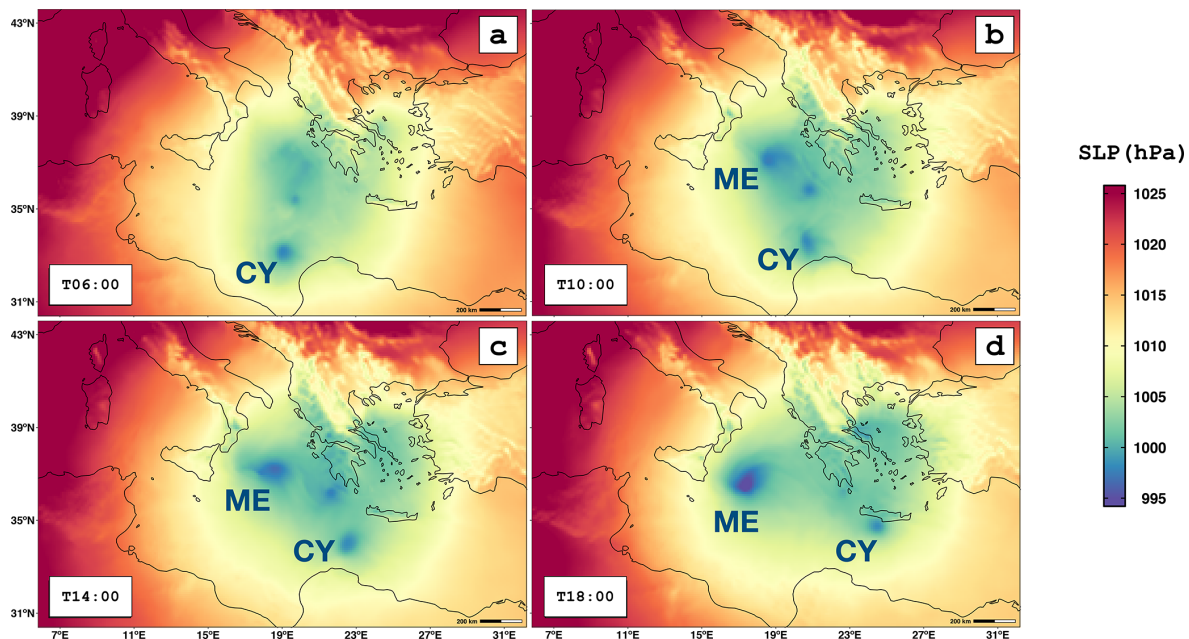 43°N
39°N
35°N
31°N
a
CY
T06:00
200 km
b
ME
CY
T10:00
200 km
SLP(hPa)
1025
1020
1015
1010
1005
1000
995
43°N
39°N
35°N
31°N
c
ME
CY
T14:00
200 km
7°E 11°E 15°E 19°E 23°E 27°E 31°E
d
ME
CY
T18:00
200 km
7°E 11°E 15°E 19°E 23°E 27°E 31°E